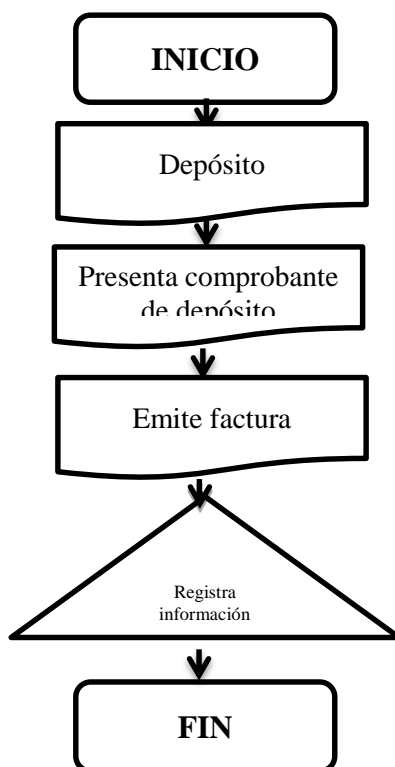 INICIO
Depósito
Presenta comprobante
de depósito
Emite factura
Registra
información
FIN